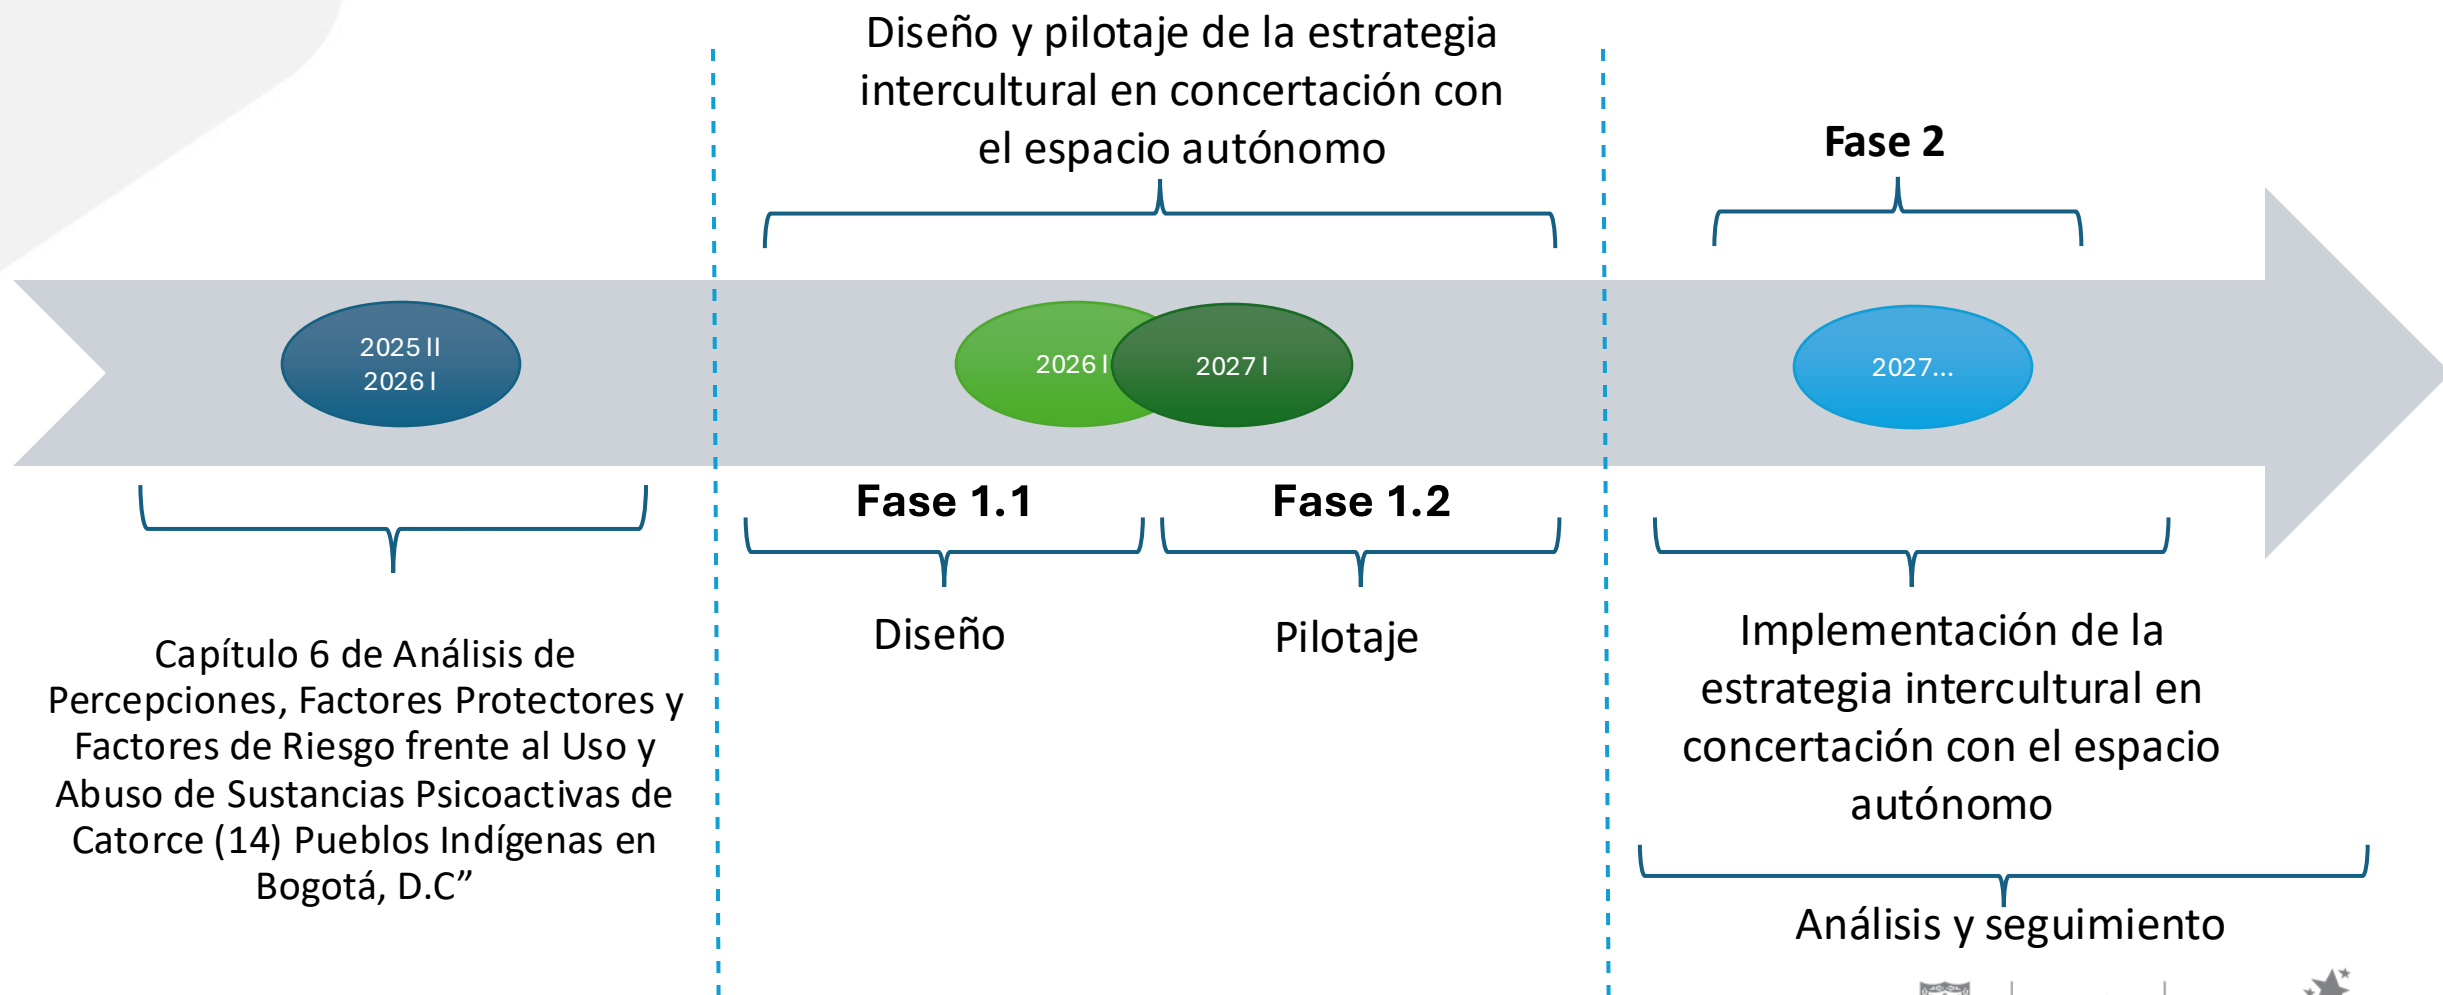 Diseño y pilotaje de la estrategia
intercultural en concertación con
el espacio autónomo
Fase 2
2025 II
2026 I
2026 I
2027 I
2027...
Fase 1.1
Fase 1.2
Diseño
Pilotaje
Capítulo 6 de Análisis de
Percepciones, Factores Protectores y
Factores de Riesgo frente al Uso y
Abuso de Sustancias Psicoactivas de
Catorce (14) Pueblos Indígenas en
Bogotá, D.C”
Implementación de la
estrategia intercultural en
concertación con el espacio
autónomo
Análisis y seguimiento